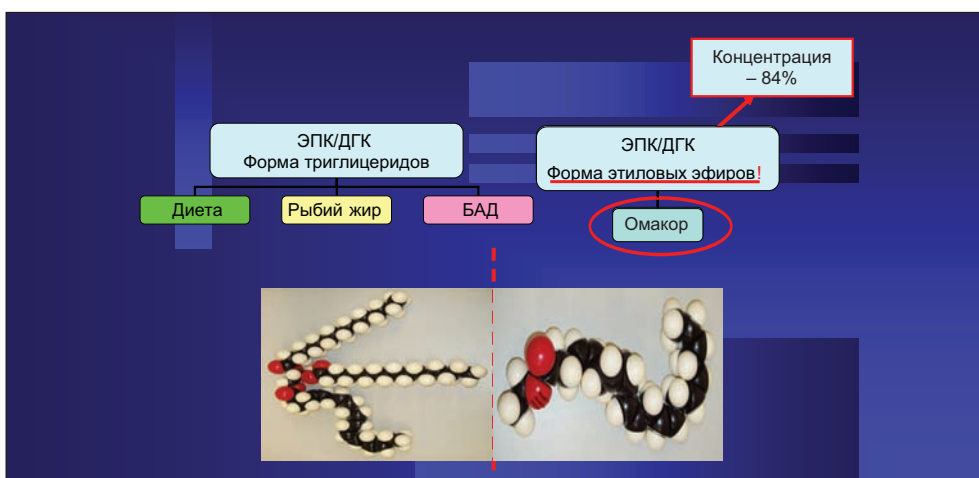 Концентрация
– 84%
ЭПК/ДГК
Форма триглицеридов
ЭПК/ДГК
Форма этиловых эфиров!
Диета
Рыбий жир
БАД
Омакор